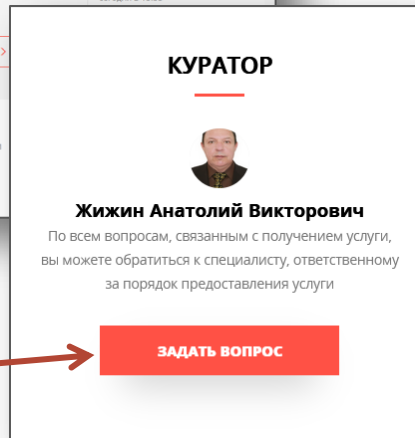 КУРАТОР
Жижин Анатолий Викторович
По всем вопросам, связанным с получением услуги,
вы можете обратиться к специалисту, ответственному
за порядок предоставления услуги
ЗАДАТЬ ВОПРОС